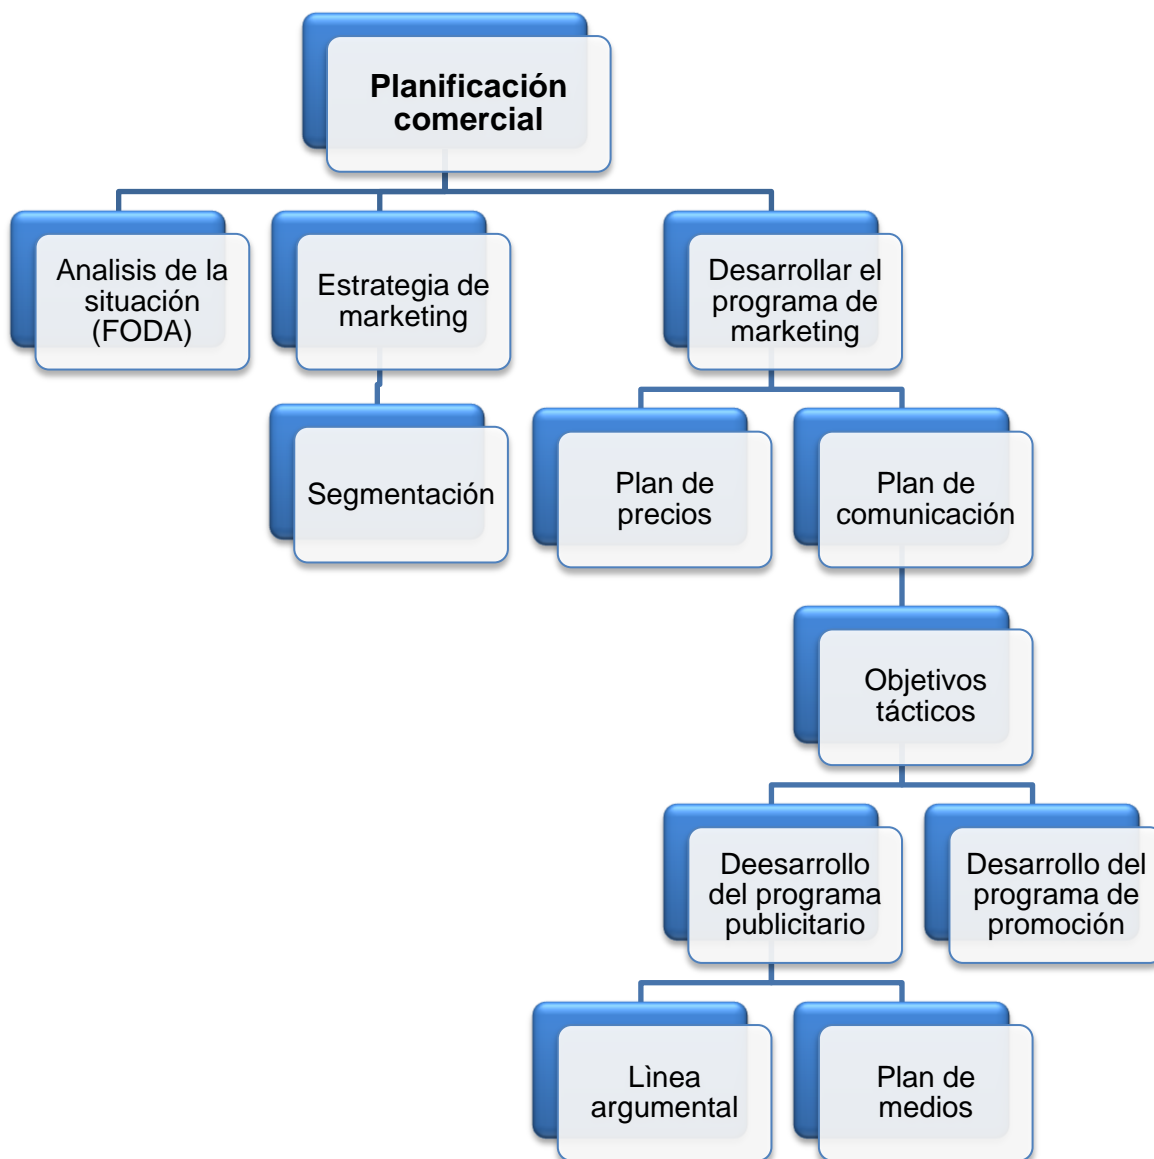 Planificación
comercial
Analisis de la
situación
(FODA)
Estrategia de
marketing
Desarrollar el
programa de
marketing
Segmentación
Plan de
precios
Plan de
comunicación
Objetivos
tácticos
Deesarrollo
del programa
publicitario
Desarrollo del
programa de
promoción
Lìnea
argumental
Plan de
medios